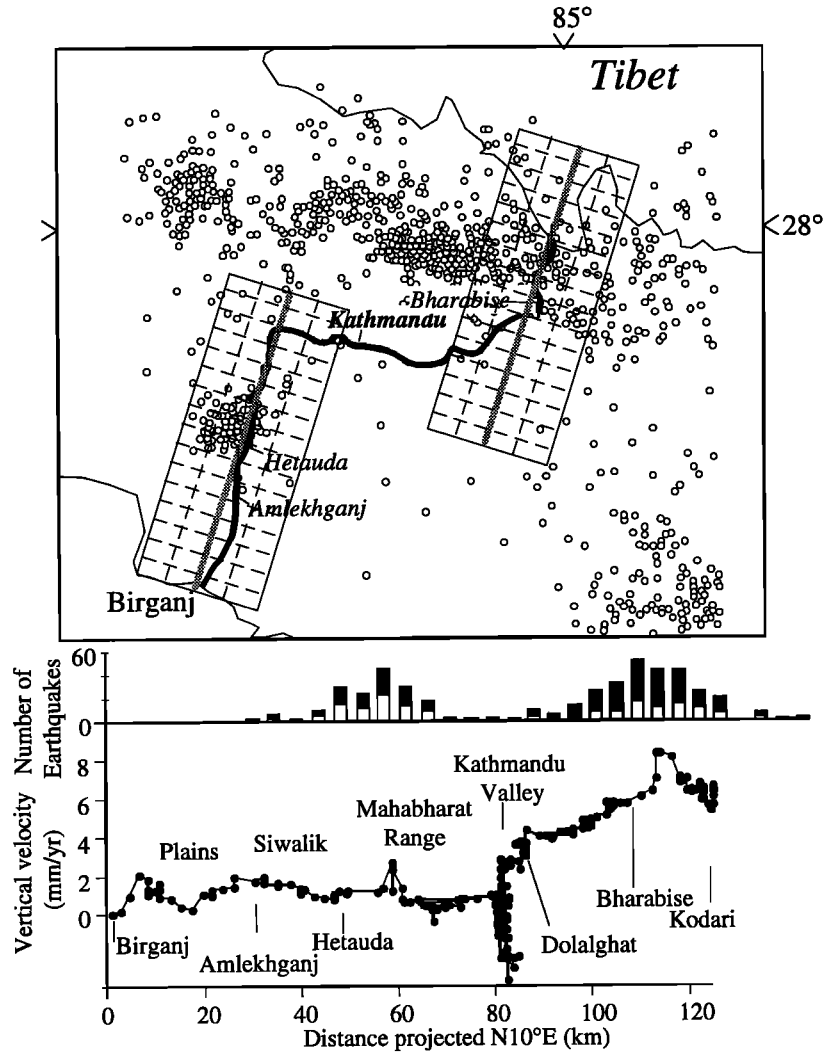 85°
Tibet
28°
Bharabise
Kathmanau
Hetauda
Amlekhganj
Birganj
60
0
Number of
Earthquakes
8
6
4
2
0
Vertical velocity
(mm/yr)
Kathmandu
Valley
Mahabharat
Range
Plains
Siwalik
Birganj
Amlekhganj
Hetauda
Dolalghat
Bharabise
Kodari
0
20
40
60
80
100
120
Distance projected N10°E (km)